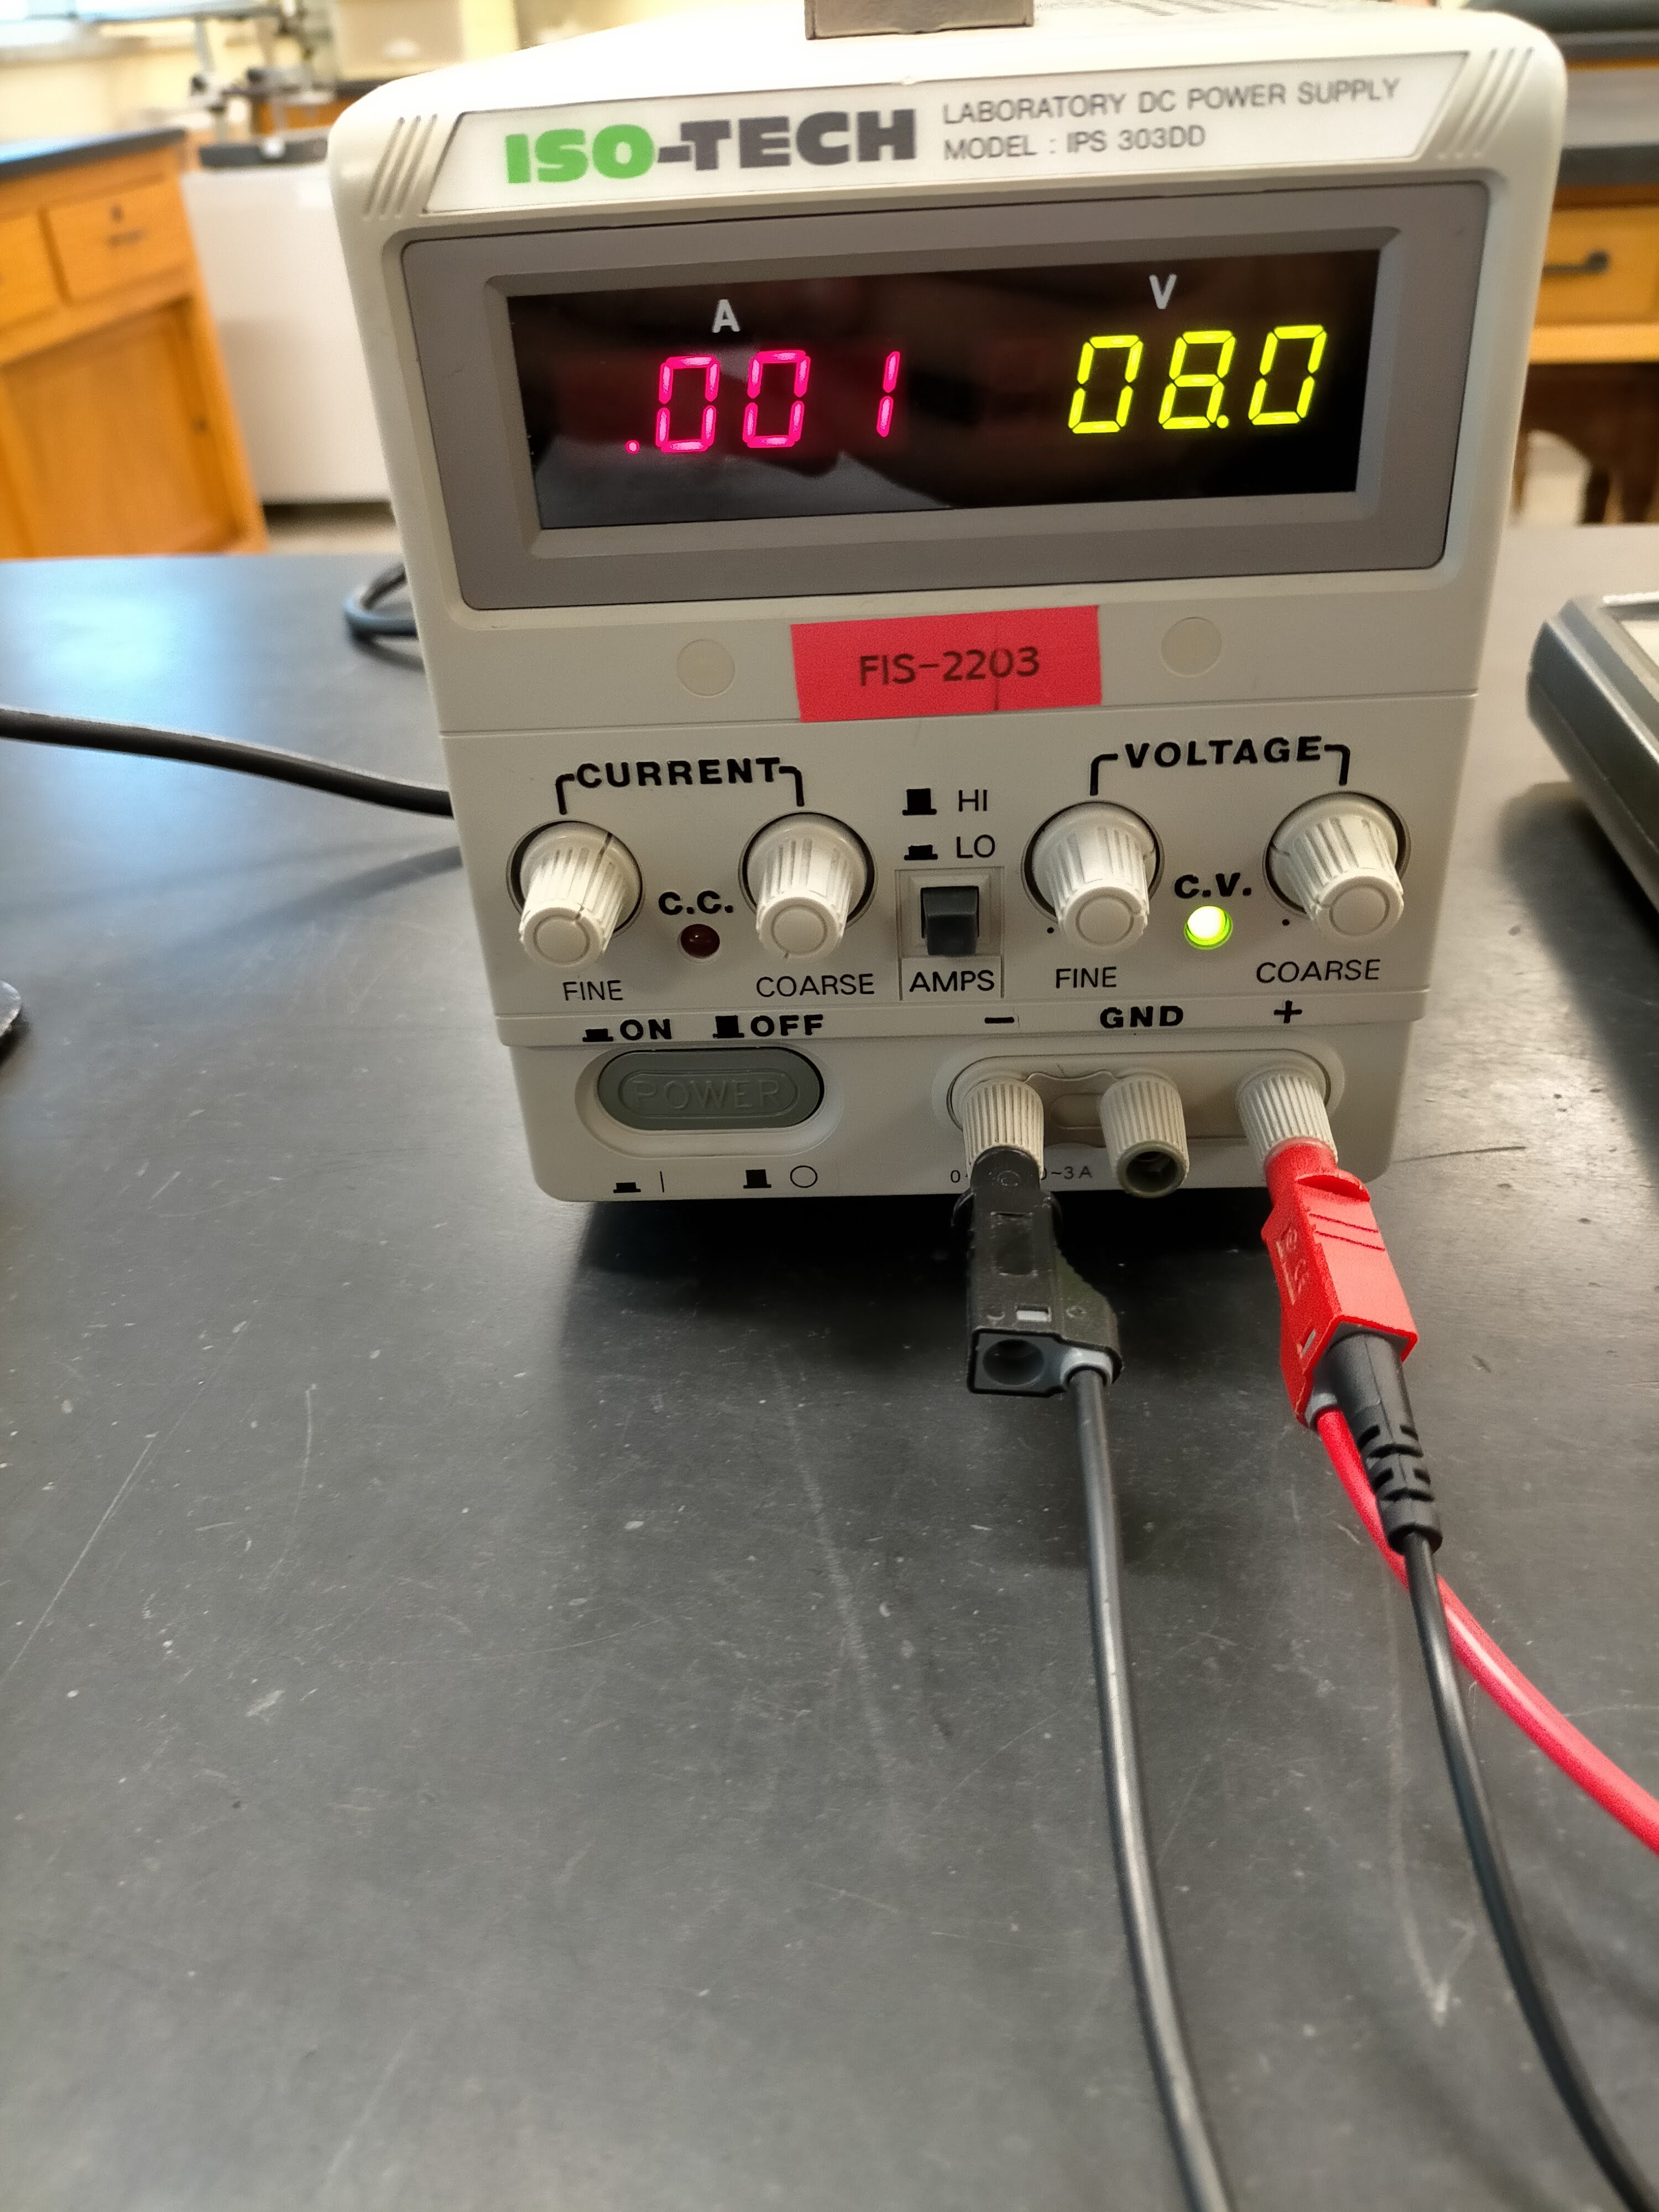 ISO-TECH LABORATORY DC POWER SUPPLY
MODEL : IPS 303DD
A V
.001 08.0
FIS-2203
CURRENT VOLTAGE
HI
LO
C.C. C.V.
FINE COARSE AMPS FINE COARSE
ON OFF − GND +
POWER
~3A